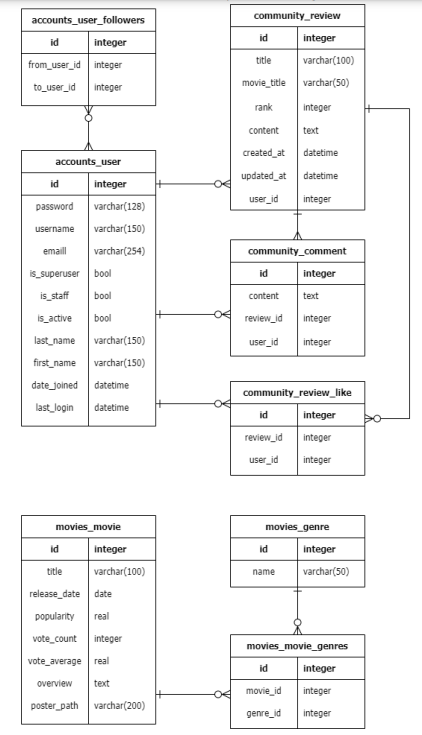 accounts_user_followers
id integer
from_user_id integer
to_user_id integer
community_review
id integer
title varchar(100)
movie_title varchar(50)
rank integer
content text
created_at datetime
updated_at datetime
user_id integer
accounts_user
id integer
password varchar(128)
username varchar(150)
emaill varchar(254)
is_superuser bool
is_staff bool
is_active bool
last_name varchar(150)
first_name varchar(150)
date_joined datetime
last_login datetime
community_comment
id integer
content text
review_id integer
user_id integer
community_review_like
id integer
review_id integer
user_id integer
movies_movie
id integer
title varchar(100)
release_date date
popularity real
vote_count integer
vote_average real
overview text
poster_path varchar(200)
movies_genre
id integer
name varchar(50)
movies_movie_genres
id integer
movie_id integer
genre_id integer